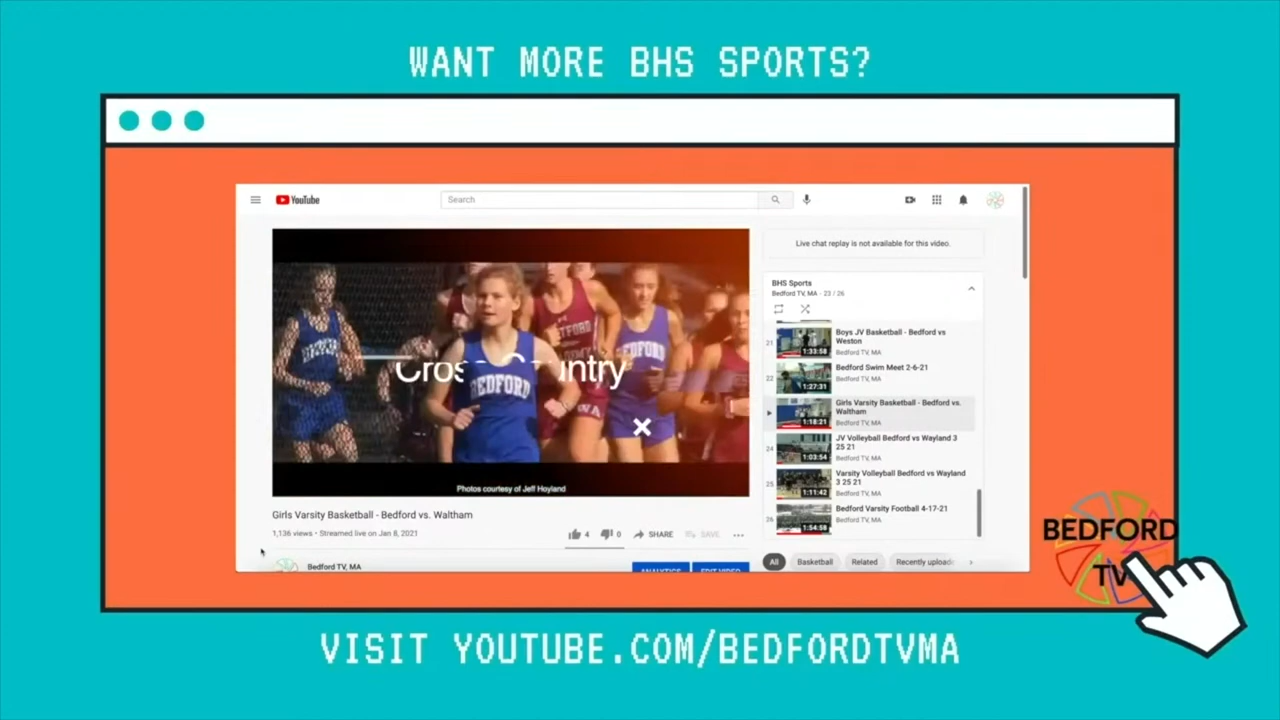 WANT MORE BHS SPORTS?
YouTube
Search
Live chat replay is not available for this video.
BHS Sports
Bedford TV, MA - 23 / 26
21
Boys JV Basketball - Bedford vs
Weston
Bedford TV, MA
1:33:58
22
Bedford Swim Meet 2-6-21
Bedford TV, MA
1:27:31
Girls Varsity Basketball - Bedford vs.
Waltham
Bedford TV, MA
1:18:21
24
JV Volleyball Bedford vs Wayland 3
25 21
Bedford TV, MA
1:03:54
25
Varsity Volleyball Bedford vs Wayland
3 25 21
Bedford TV, MA
1:11:42
26
Bedford Varsity Football 4-17-21
Bedford TV, MA
1:54:58
BEDFORD
BEDFORD
Photos courtesy of Jeff Hoyland
Girls Varsity Basketball - Bedford vs. Waltham
1,136 views • Streamed live on Jan 8, 2021
4
0
SHARE
SAVE
Bedford TV, MA
ANALYTICS
EDIT VIDEO
All
Basketball
Related
Recently uploade
BEDFORD
TV
VISIT YOUTUBE.COM/BEDFORDTVMA